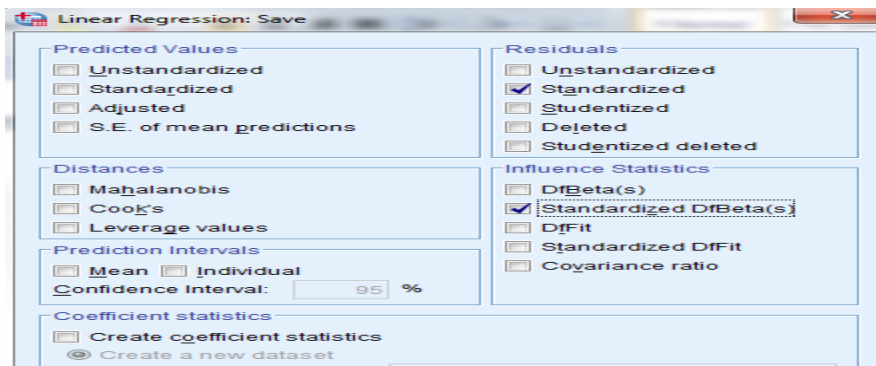 Linear Regression: Save
Predicted Values
Unstandardized
Standardized
Adjusted
S.E. of mean predictions
Residuals
Unstandardized
Standardized
Studentized
Deleted
Studentized deleted
Distances
Mahalanobis
Cook's
Leverage values
Influence Statistics
DfBeta(s)
Standardized DfBeta(s)
DfFit
Standardized DfFit
Covariance ratio
Prediction Intervals
Mean Individual
Confidence Interval: 95 %
Coefficient statistics
Create coefficient statistics
Create a new dataset